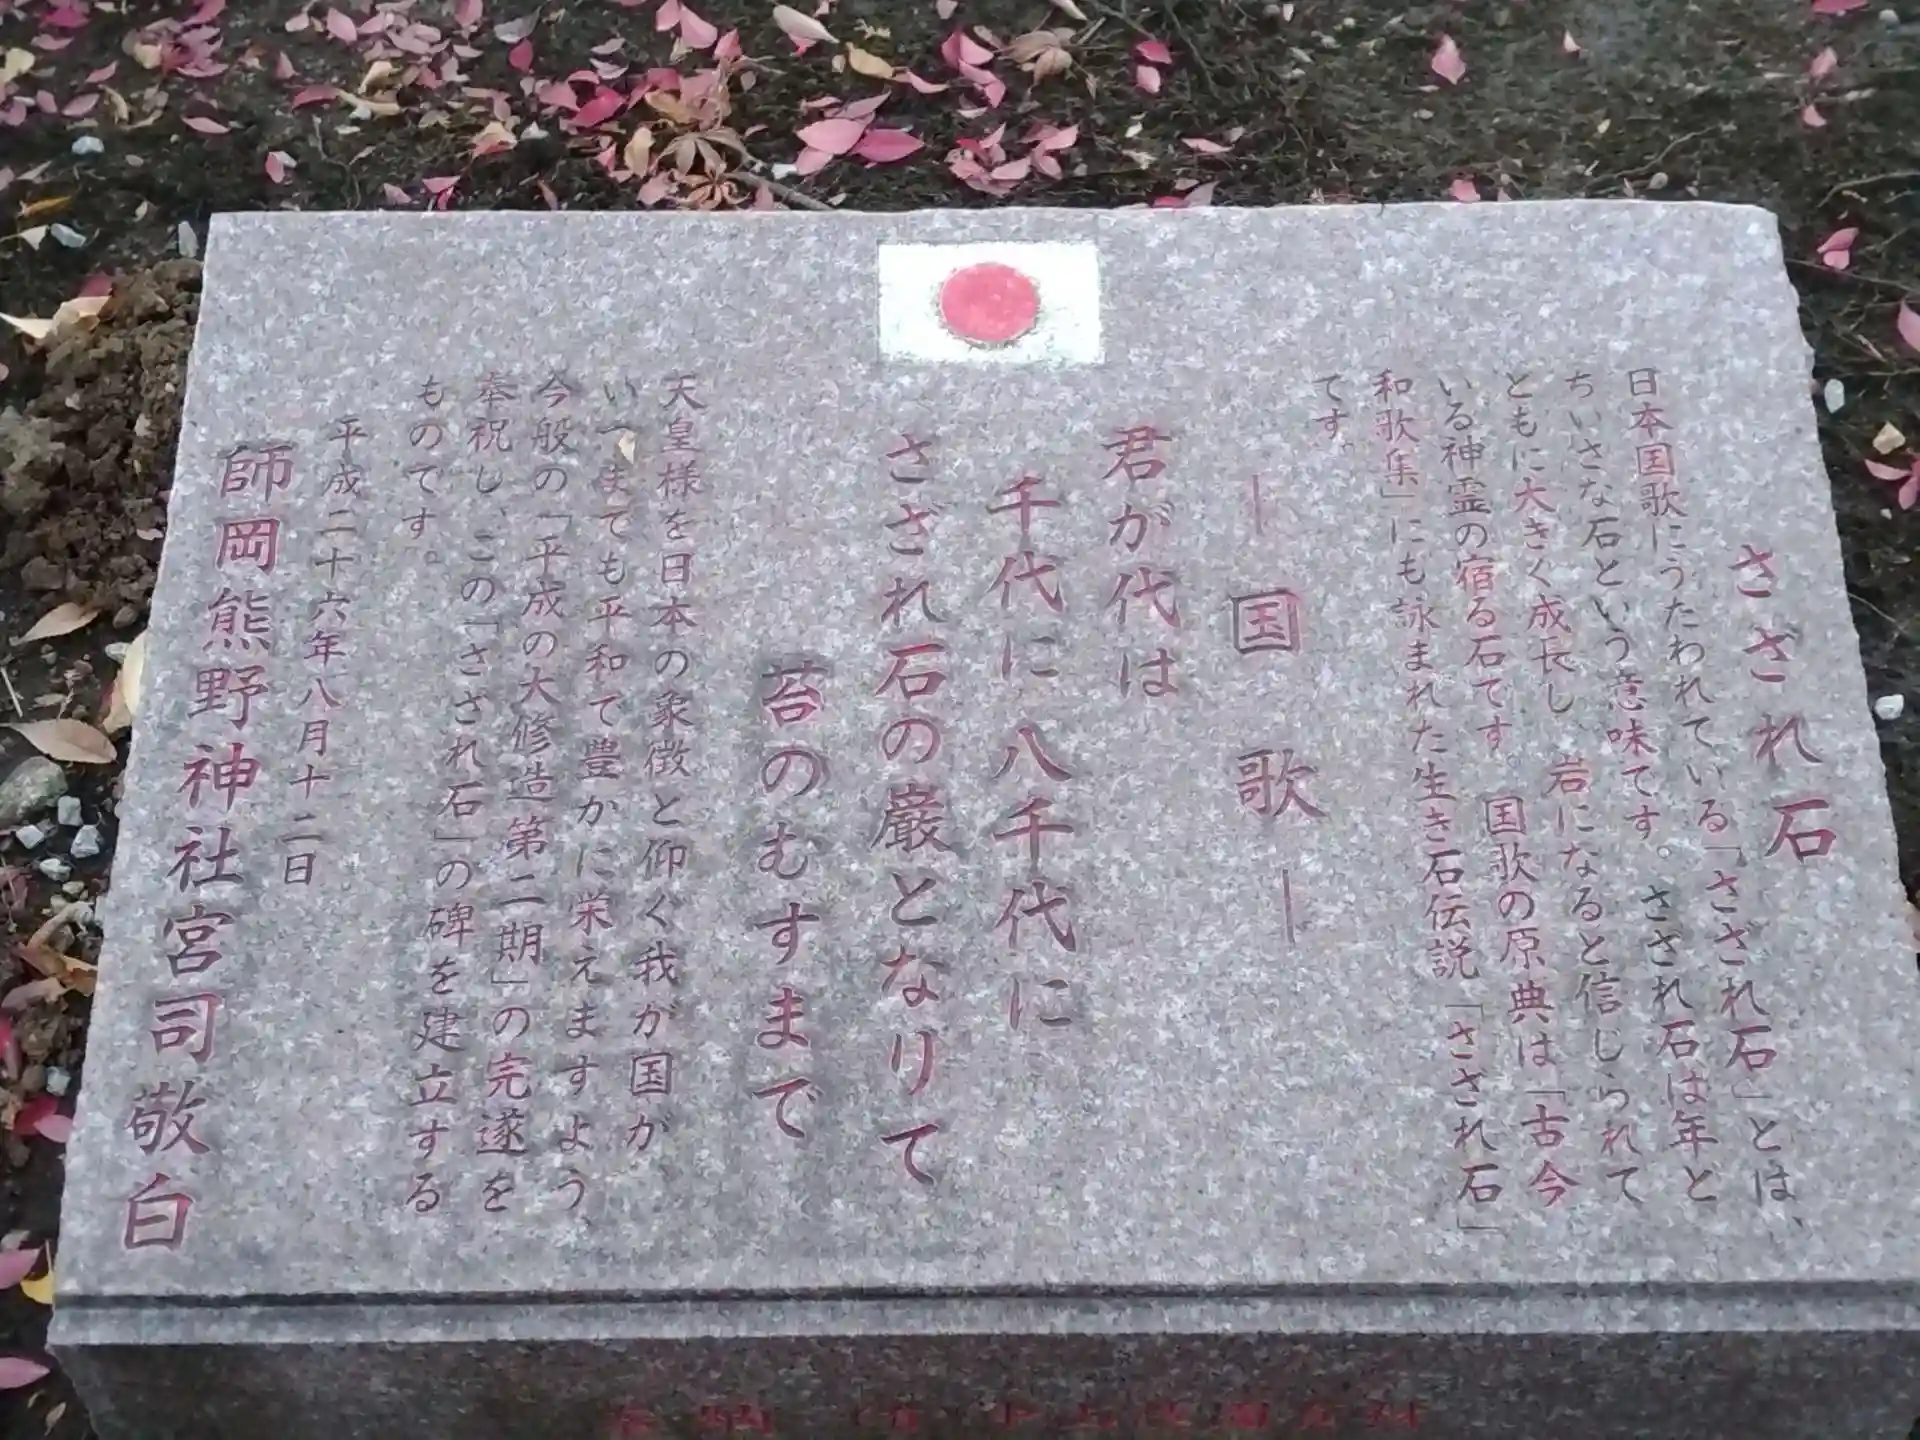 さざれ石
日本国歌にうたわれている「さざれ石」とは、
ちいさな石という意味です。さざれ石は年と
ともに大きく成長し、岩になると信じられて
いる神霊の宿る石です。国歌の原典は「古今
和歌集」にも詠まれた生き石伝説「さざれ石」
です。
―国歌―
君が代は
千代に八千代に
さざれ石の巌となりて
苔のむすまで
天皇様を日本の象徴と仰ぐ我が国が
いつまでも平和で豊かに栄えますよう、
今般の「平成の大修造第二期」の完遂を
奉祝し、この「さざれ石」の碑を建立する
ものです。
平成二十六年八月十二日
師岡熊野神社宮司敬白